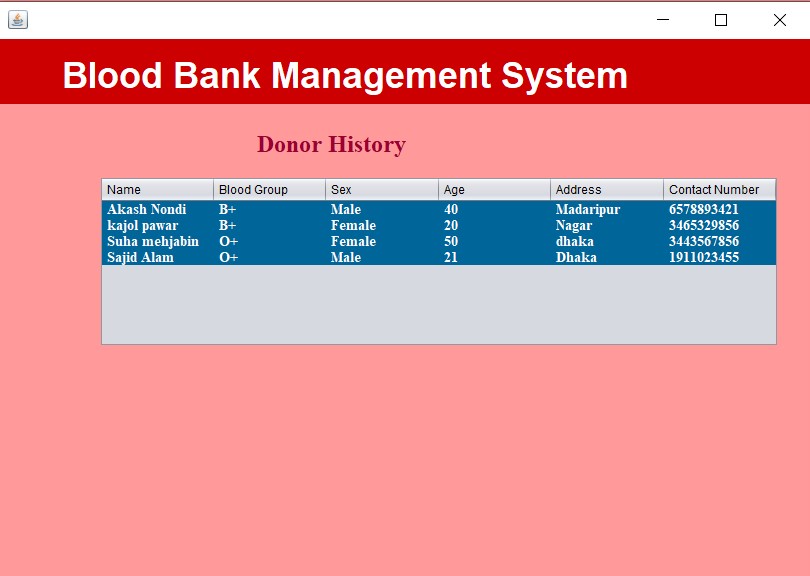 Blood Bank Management System
Donor History
Name Blood Group Sex Age Address Contact Number
Akash Nondi B+ Male 40 Madaripur 6578893421
kajol pawar B+ Female 20 Nagar 3465329856
Suha mehjabin O+ Female 50 dhaka 3443567856
Sajid Alam O+ Male 21 Dhaka 1911023455